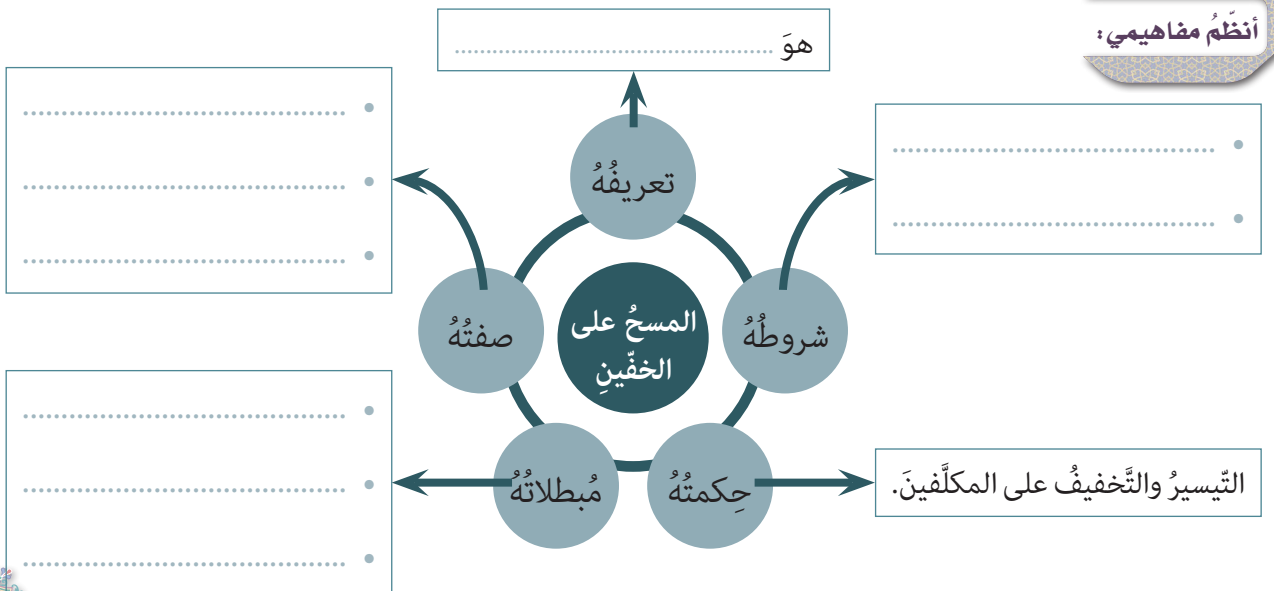 أنظّمُ مفاهيمي:
هوَ ..........................................
تعريفُهُ
• ..........................................
• ..........................................
شروطُهُ
• ..........................................
• ..........................................
• ..........................................
صفتُهُ
المسحُ على
الخفّينِ
حِكمتُهُ
التّيسيرُ والتَّخفيفُ على المكلَّفينَ.
مُبطلاتُهُ
• ..........................................
• ..........................................
• ..........................................